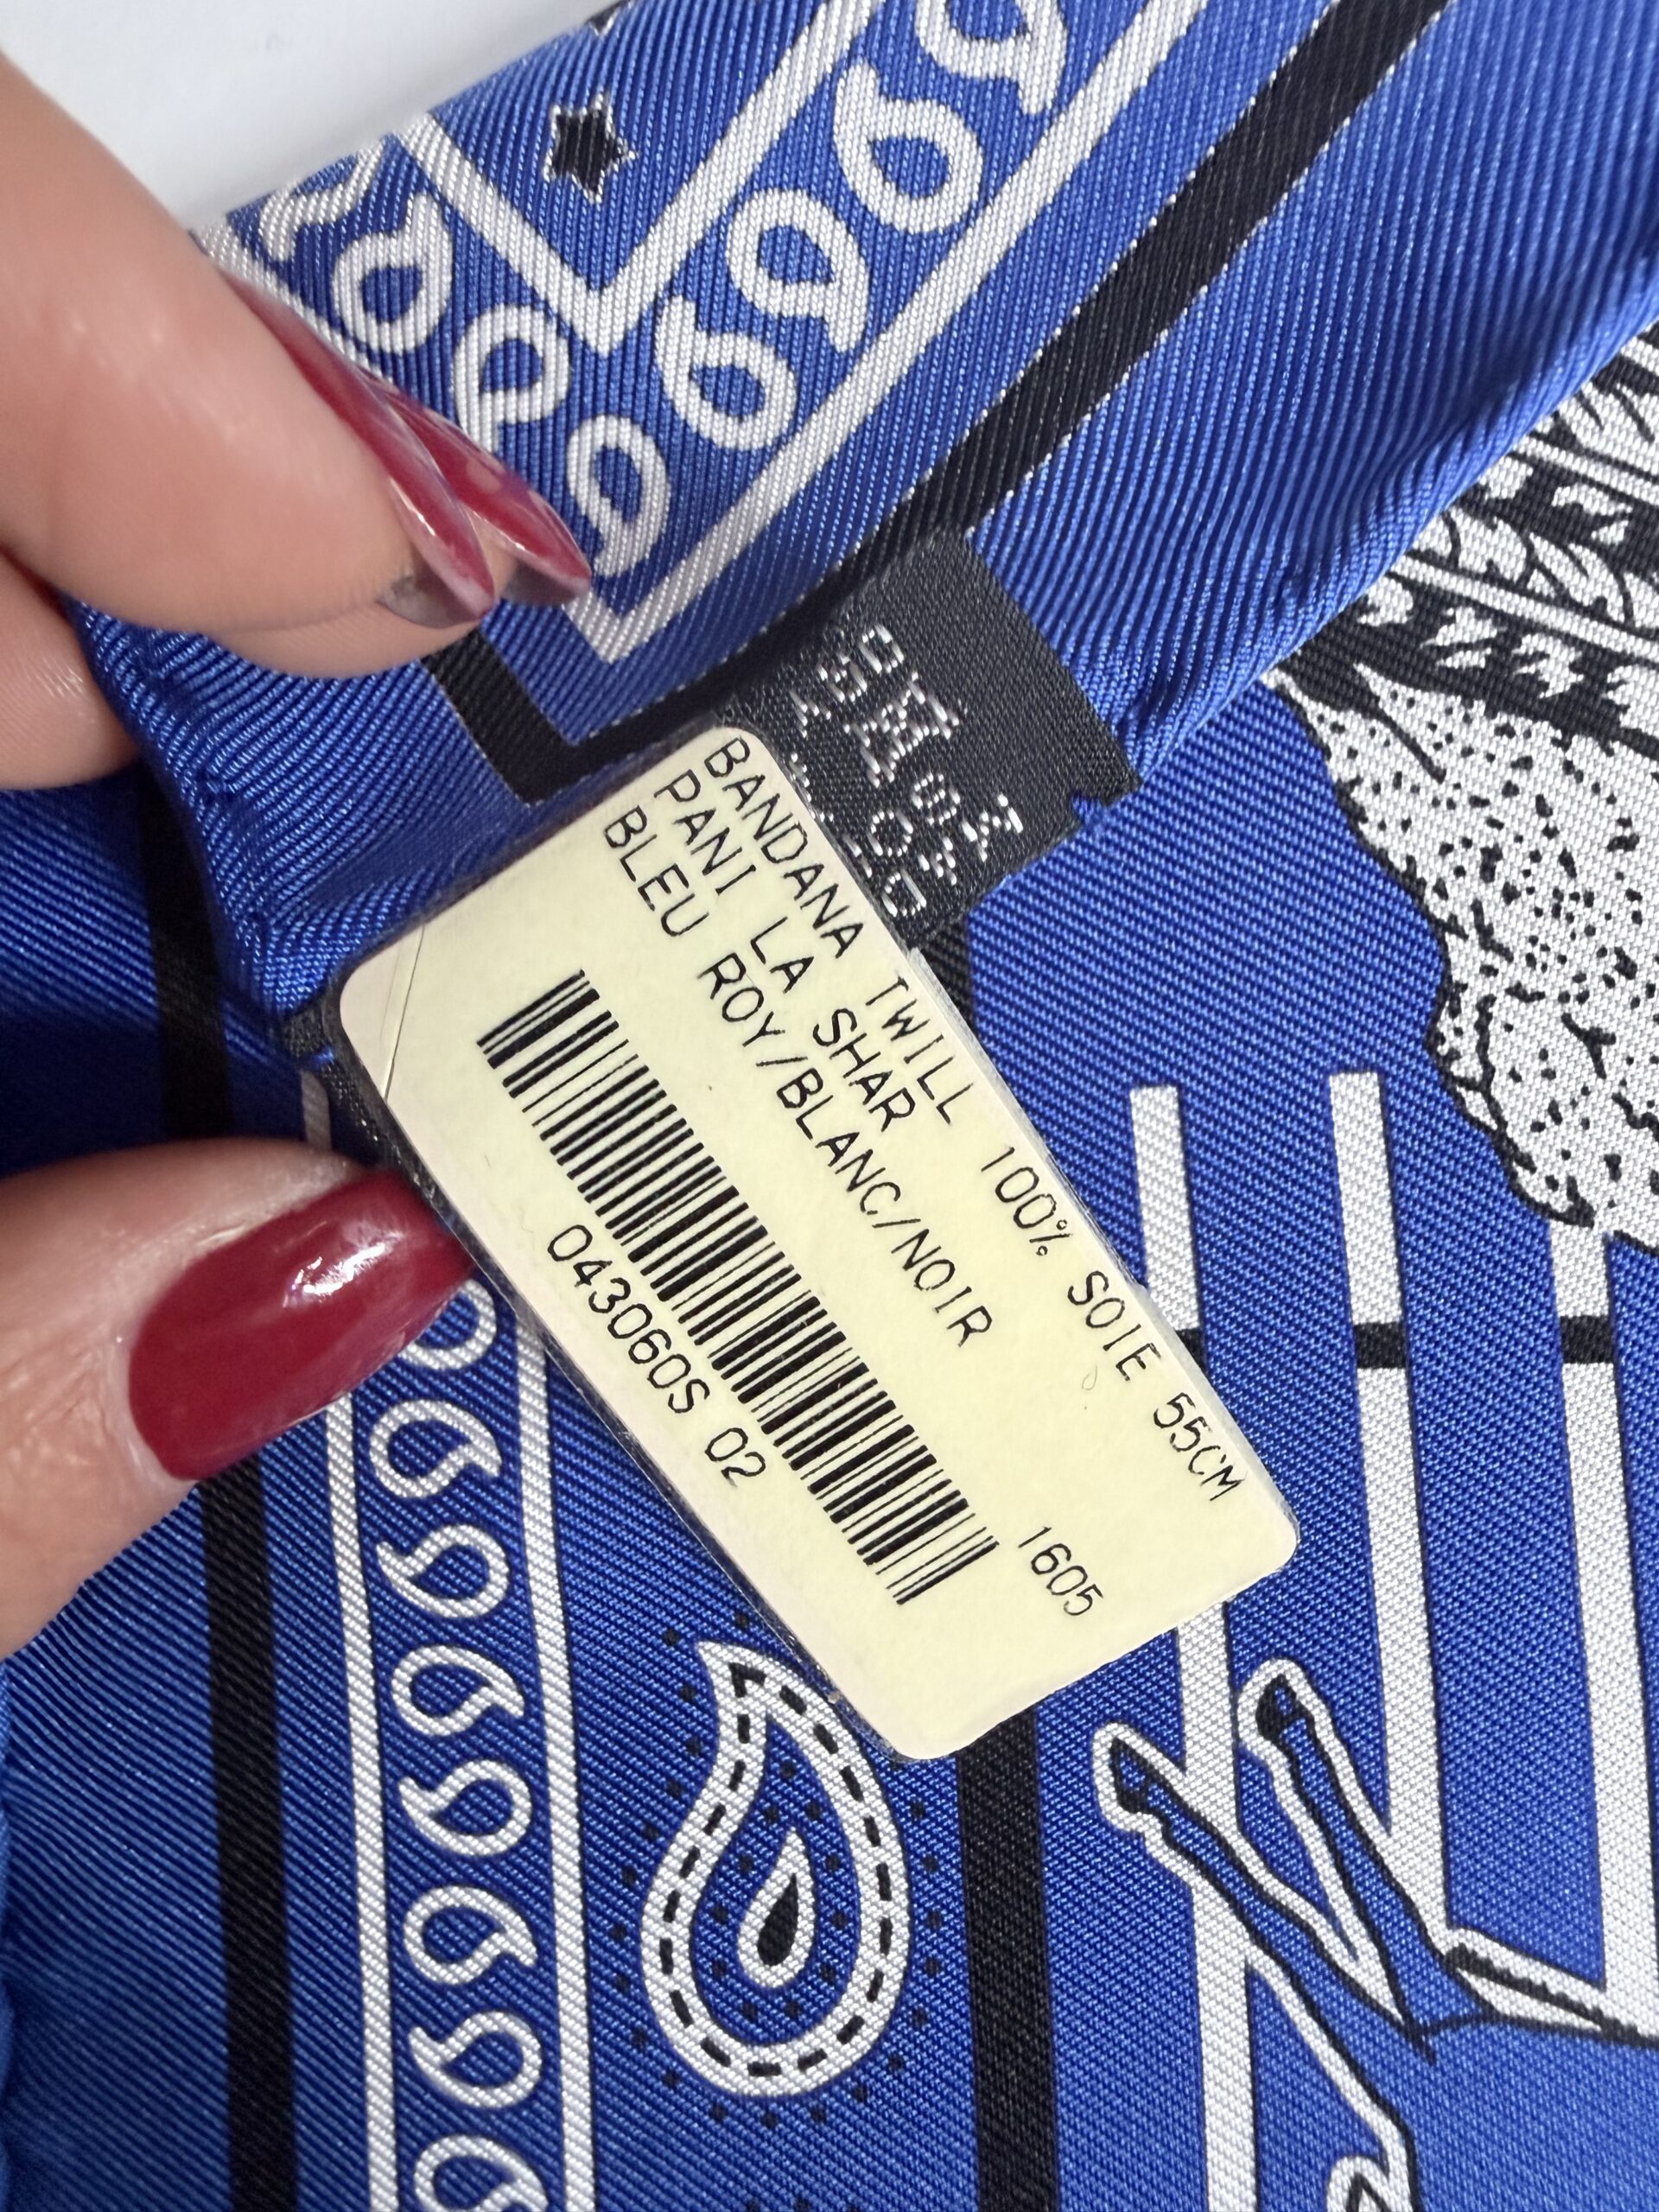 BANDANA TWILL 100% SOIE 55CM
PANI LA SHAR
BLEU ROY/BLANC/NOIR 1605
043060S 02